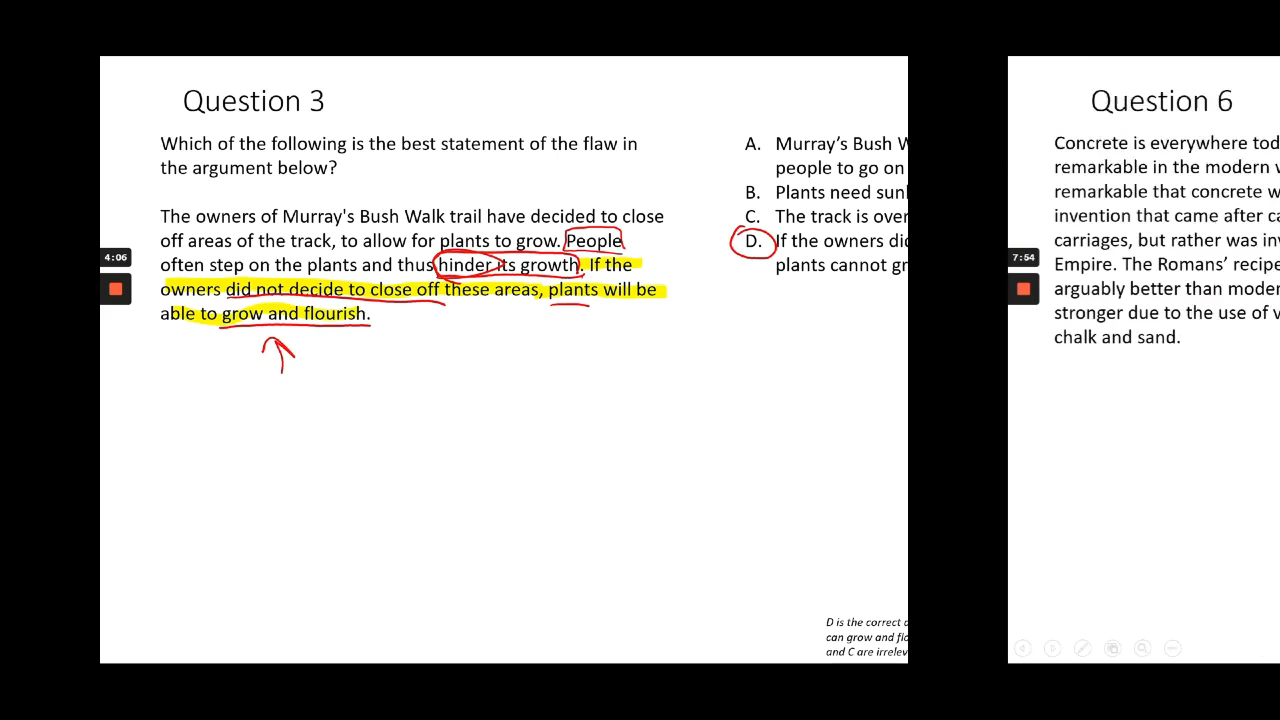 Question 3
Which of the following is the best statement of the flaw in
the argument below?
The owners of Murray's Bush Walk trail have decided to close
off areas of the track, to allow for plants to grow. People
often step on the plants and thus hinder its growth. If the
owners did not decide to close off these areas, plants will be
able to grow and flourish.
A. Murray's Bush W
people to go on
B. Plants need sunl
C. The track is over
D. If the owners did
plants cannot gr
D is the correct a
can grow and flo
and C are irrelev
4:06
Question 6
Concrete is everywhere tod
remarkable in the modern w
remarkable that concrete w
invention that came after ca
carriages, but rather was inv
Empire. The Romans' recipe
arguably better than moder
stronger due to the use of v
chalk and sand.
7:54